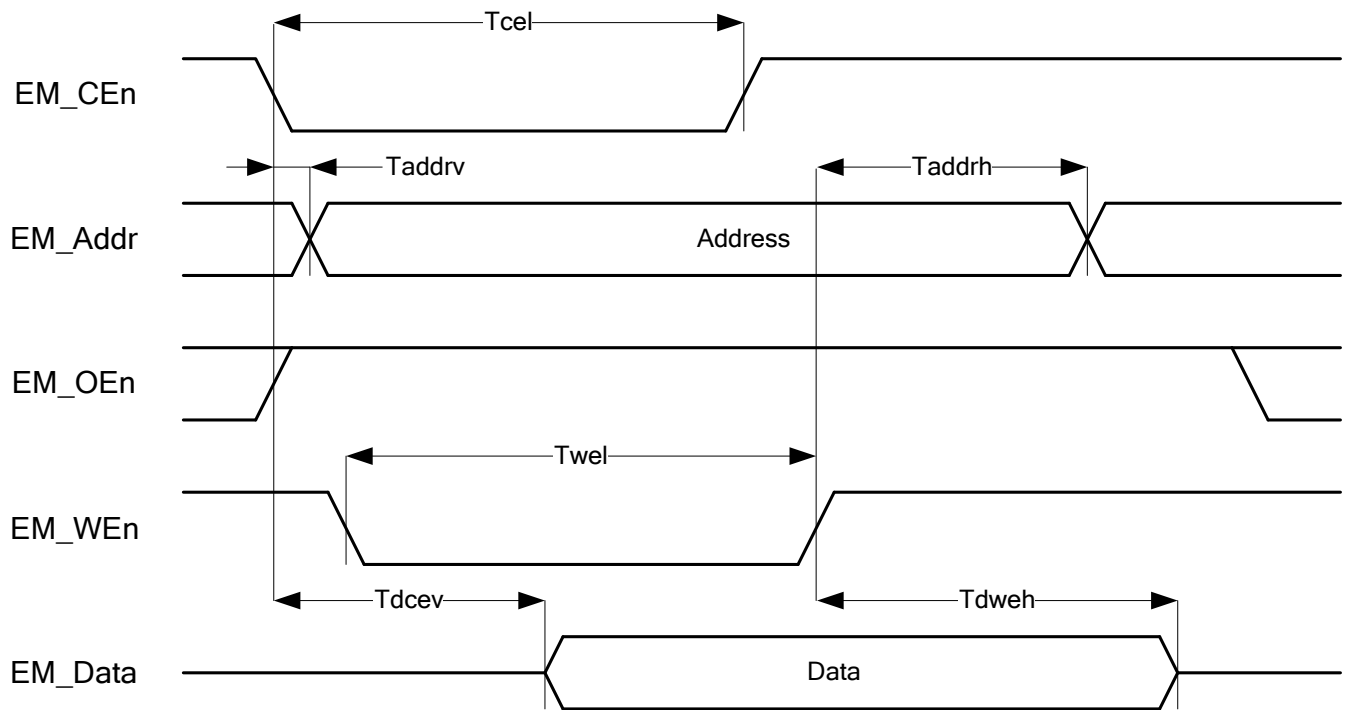 Tcel
EM_CEn
Taddrv
Taddrh
EM_Addr
Address
EM_OEn
Twel
EM_WEn
Tdcev
Tdweh
EM_Data
Data